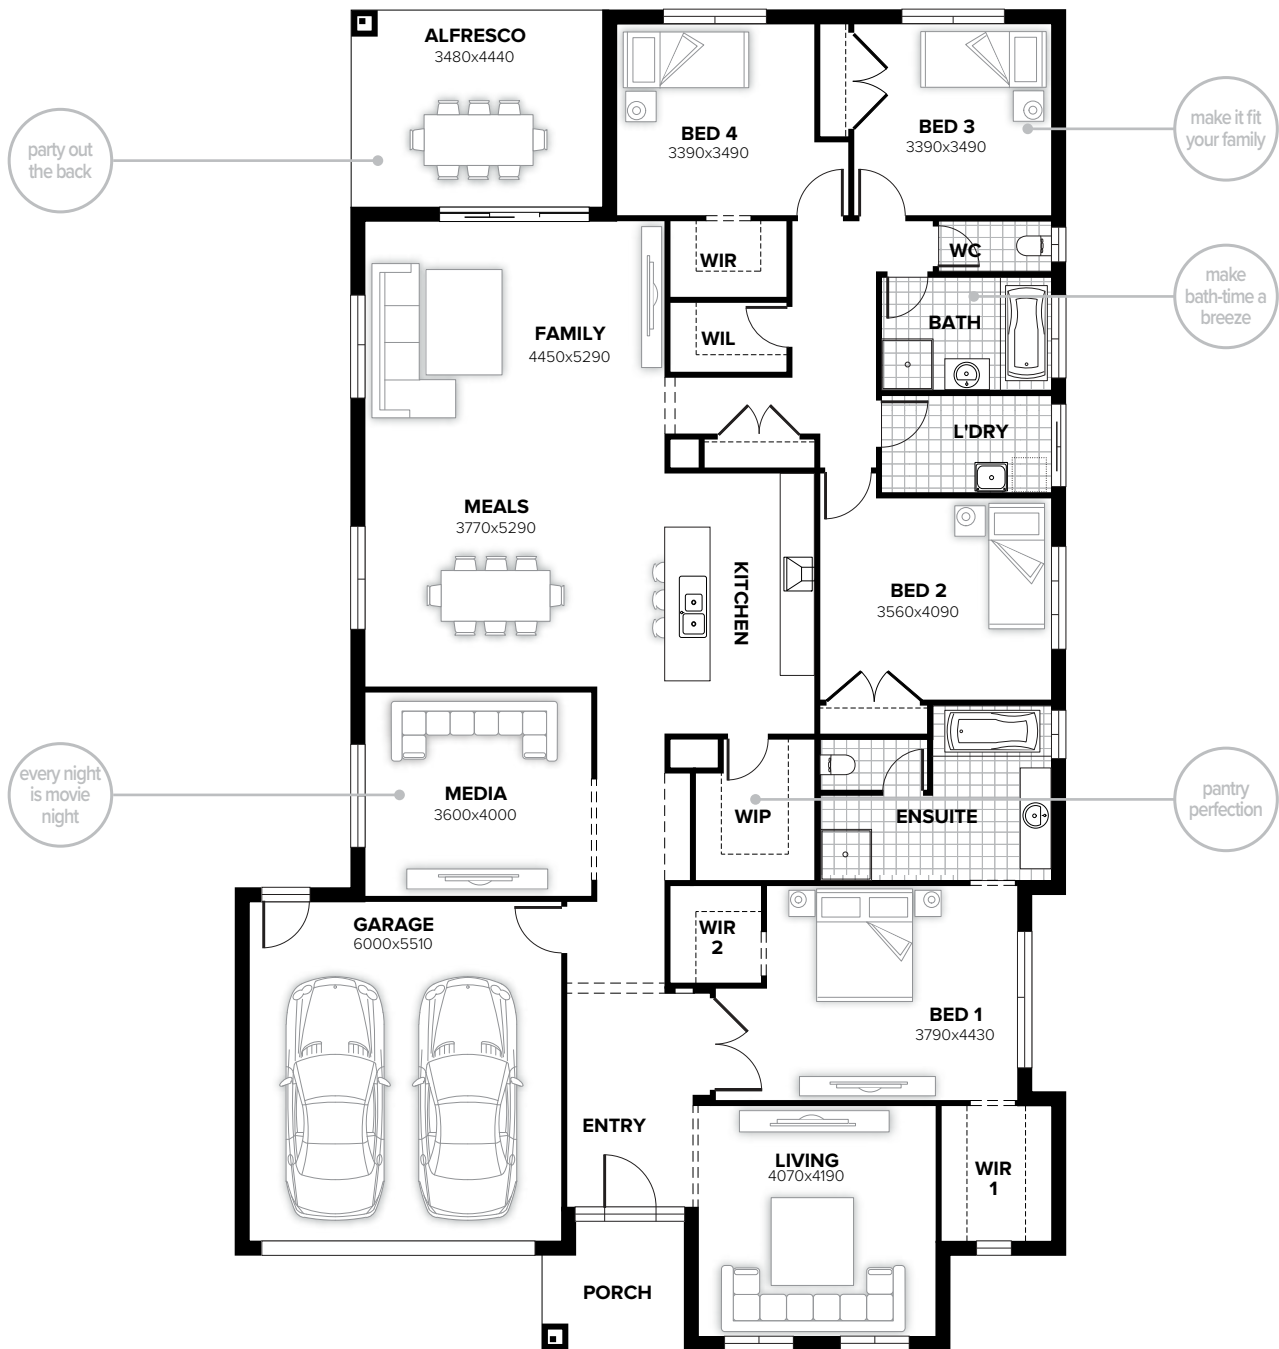 ALFRESCO
3480x4440
BED 4
3390x3490
BED 3
3390x3490
make it fit
your family
party out
the back
WIR
WC
make
bath-time a
breeze
FAMILY
4450x5290
WIL
BATH
L'DRY
MEALS
3770x5290
KITCHEN
BED 2
3560x4090
every night
is movie
night
MEDIA
3600x4000
WIP
ENSUITE
pantry
perfection
GARAGE
6000x5510
WIR
2
BED 1
3790x4430
ENTRY
LIVING
4070x4190
WIR
1
PORCH